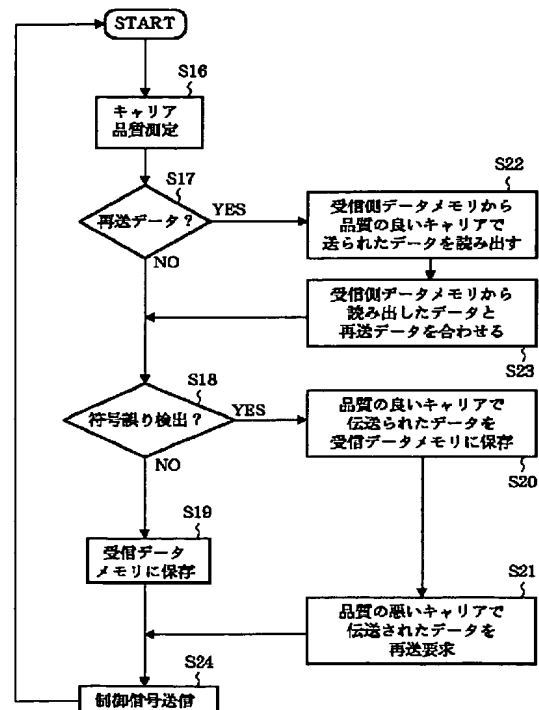 START
S16
キャリア
品質測定
S17
再送データ?
YES
NO
S22
受信側データメモリから
品質の良いキャリアで
送られたデータを読み出す
受信側データメモリから
読み出したデータと
再送データを合わせる
S23
S18
符号誤り検出?
YES
NO
品質の良いキャリアで
伝送られたデータを
受信データメモリに保存
S20
S19
受信データ
メモリに保存
S21
品質の悪いキャリアで
伝送されたデータを
再送要求
S24
制御信号送信